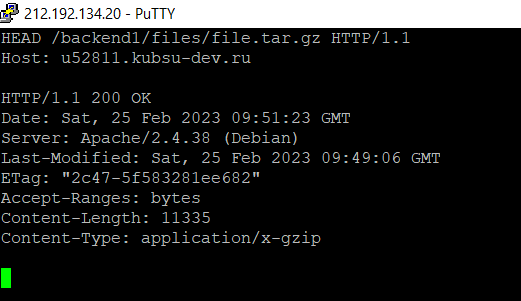 212.192.134.20 - PuTTY
HEAD /backend1/files/file.tar.gz HTTP/1.1
Host: u52811.kubsu-dev.ru
HTTP/1.1 200 OK
Date: Sat, 25 Feb 2023 09:51:23 GMT
Server: Apache/2.4.38 (Debian)
Last-Modified: Sat, 25 Feb 2023 09:49:06 GMT
ETag: "2c47-5f583281ee682"
Accept-Ranges: bytes
Content-Length: 11335
Content-Type: application/x-gzip